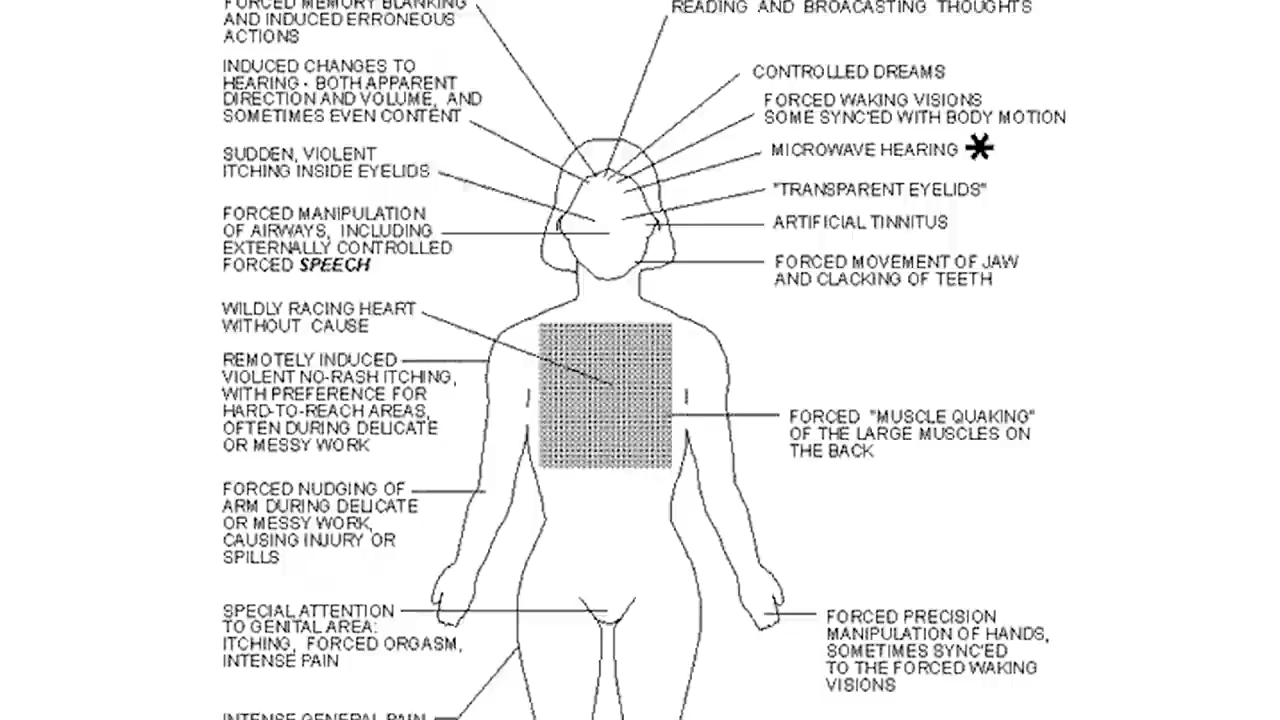 FORCED MEMORY BLANKING
AND INDUCED ERRONEOUS
ACTIONS
INDUCED CHANGES TO
HEARING - BOTH APPARENT
DIRECTION AND VOLUME, AND
SOMETIMES EVEN CONTENT
SUDDEN, VIOLENT
ITCHING INSIDE EYELIDS
FORCED MANIPULATION
OF AIRWAYS, INCLUDING
EXTERNALLY CONTROLLED
FORCED SPEECH
WILDLY RACING HEART
WITHOUT CAUSE
REMOTELY INDUCED
VIOLENT NO-RASH ITCHING,
WITH PREFERENCE FOR
HARD-TO-REACH AREAS,
OFTEN DURING DELICATE
OR MESSY WORK
FORCED NUDGING OF
ARM DURING DELICATE
OR MESSY WORK,
CAUSING INJURY OR
SPILLS
SPECIAL ATTENTION
TO GENITAL AREA:
ITCHING, FORCED ORGASM,
INTENSE PAIN
INTENSE GENERAL PAIN
READING AND BROACASTING THOUGHTS
CONTROLLED DREAMS
FORCED WAKING VISIONS
SOME SYNC'ED WITH BODY MOTION
MICROWAVE HEARING *
"TRANSPARENT EYELIDS"
ARTIFICIAL TINNITUS
FORCED MOVEMENT OF JAW
AND CLACKING OF TEETH
FORCED "MUSCLE QUAKING"
OF THE LARGE MUSCLES ON
THE BACK
FORCED PRECISION
MANIPULATION OF HANDS,
SOMETIMES SYNC'ED
TO THE FORCED WAKING
VISIONS